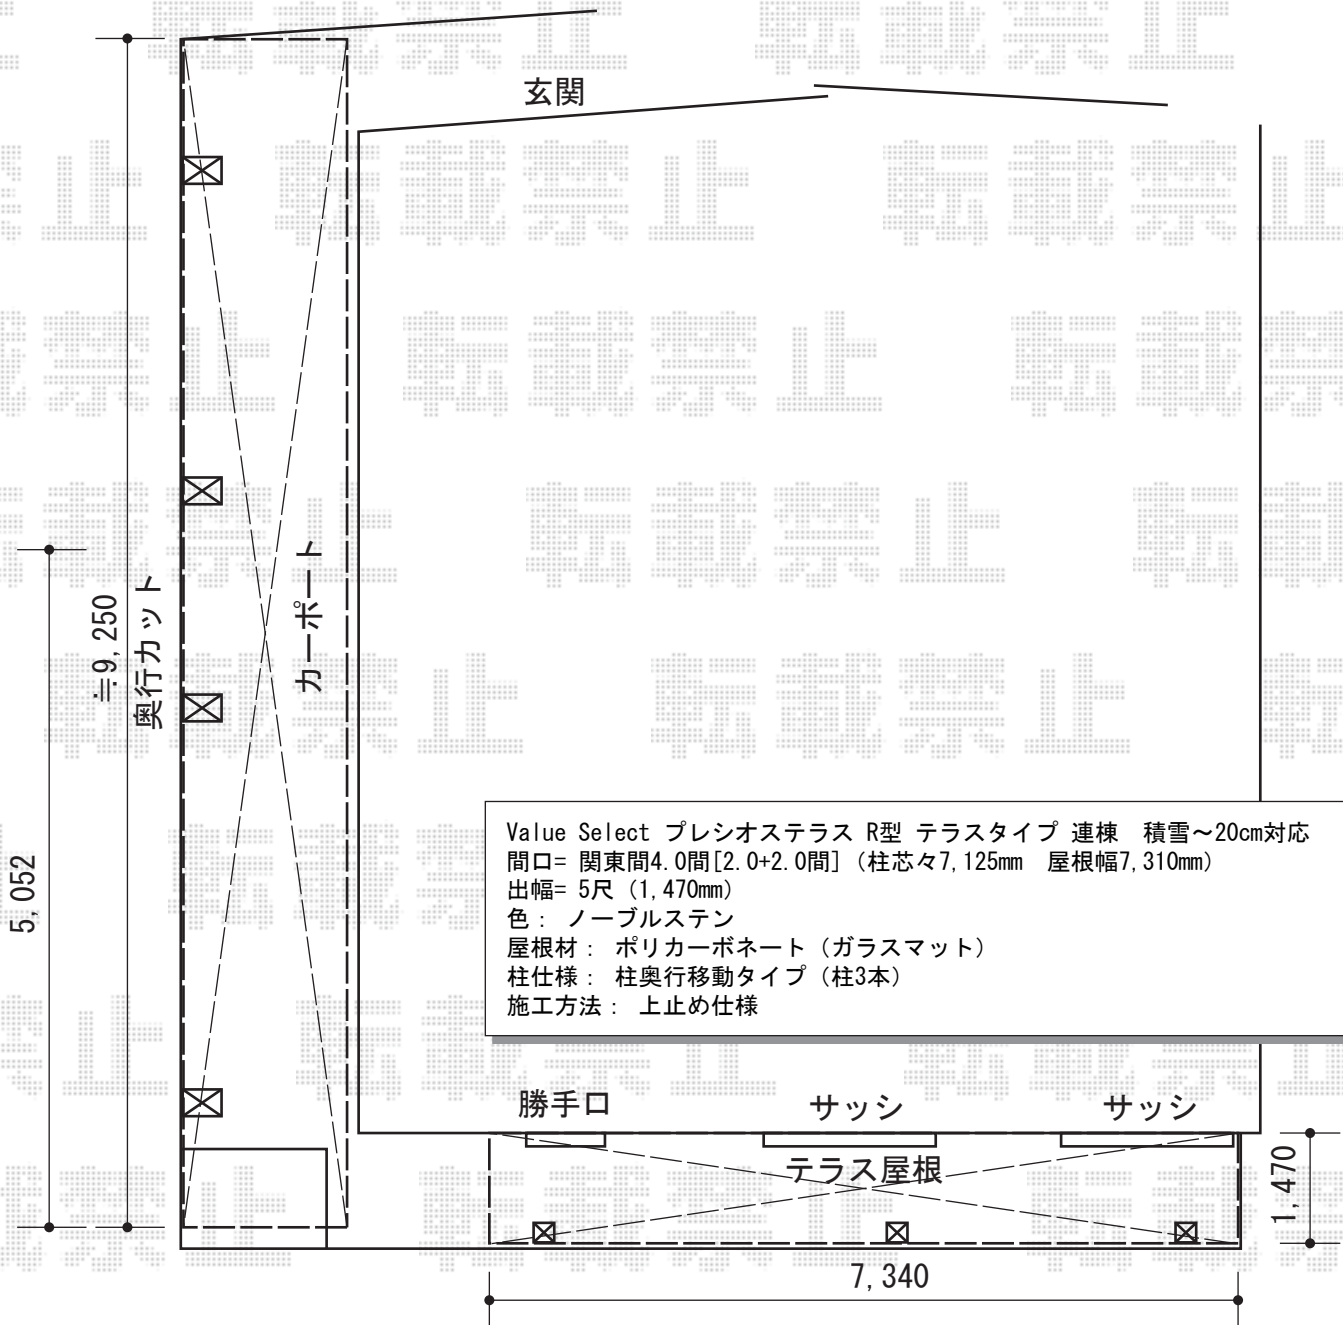 玄関
≒9,250
奥行カット
カーポート
5,052
Value Select プレシオステラス R型 テラスタイプ 連棟　積雪～20cm対応
間口= 関東間4.0間[2.0+2.0間]（柱芯々7,125mm　屋根幅7,310mm）
出幅= 5尺（1,470mm）
色： ノーブルステン
屋根材： ポリカーボネート（ガラスマット）
柱仕様： 柱奥行移動タイプ（柱3本）
施工方法： 上止め仕様
勝手口
サッシ
サッシ
テラス屋根
1,470
7,340
転載禁止